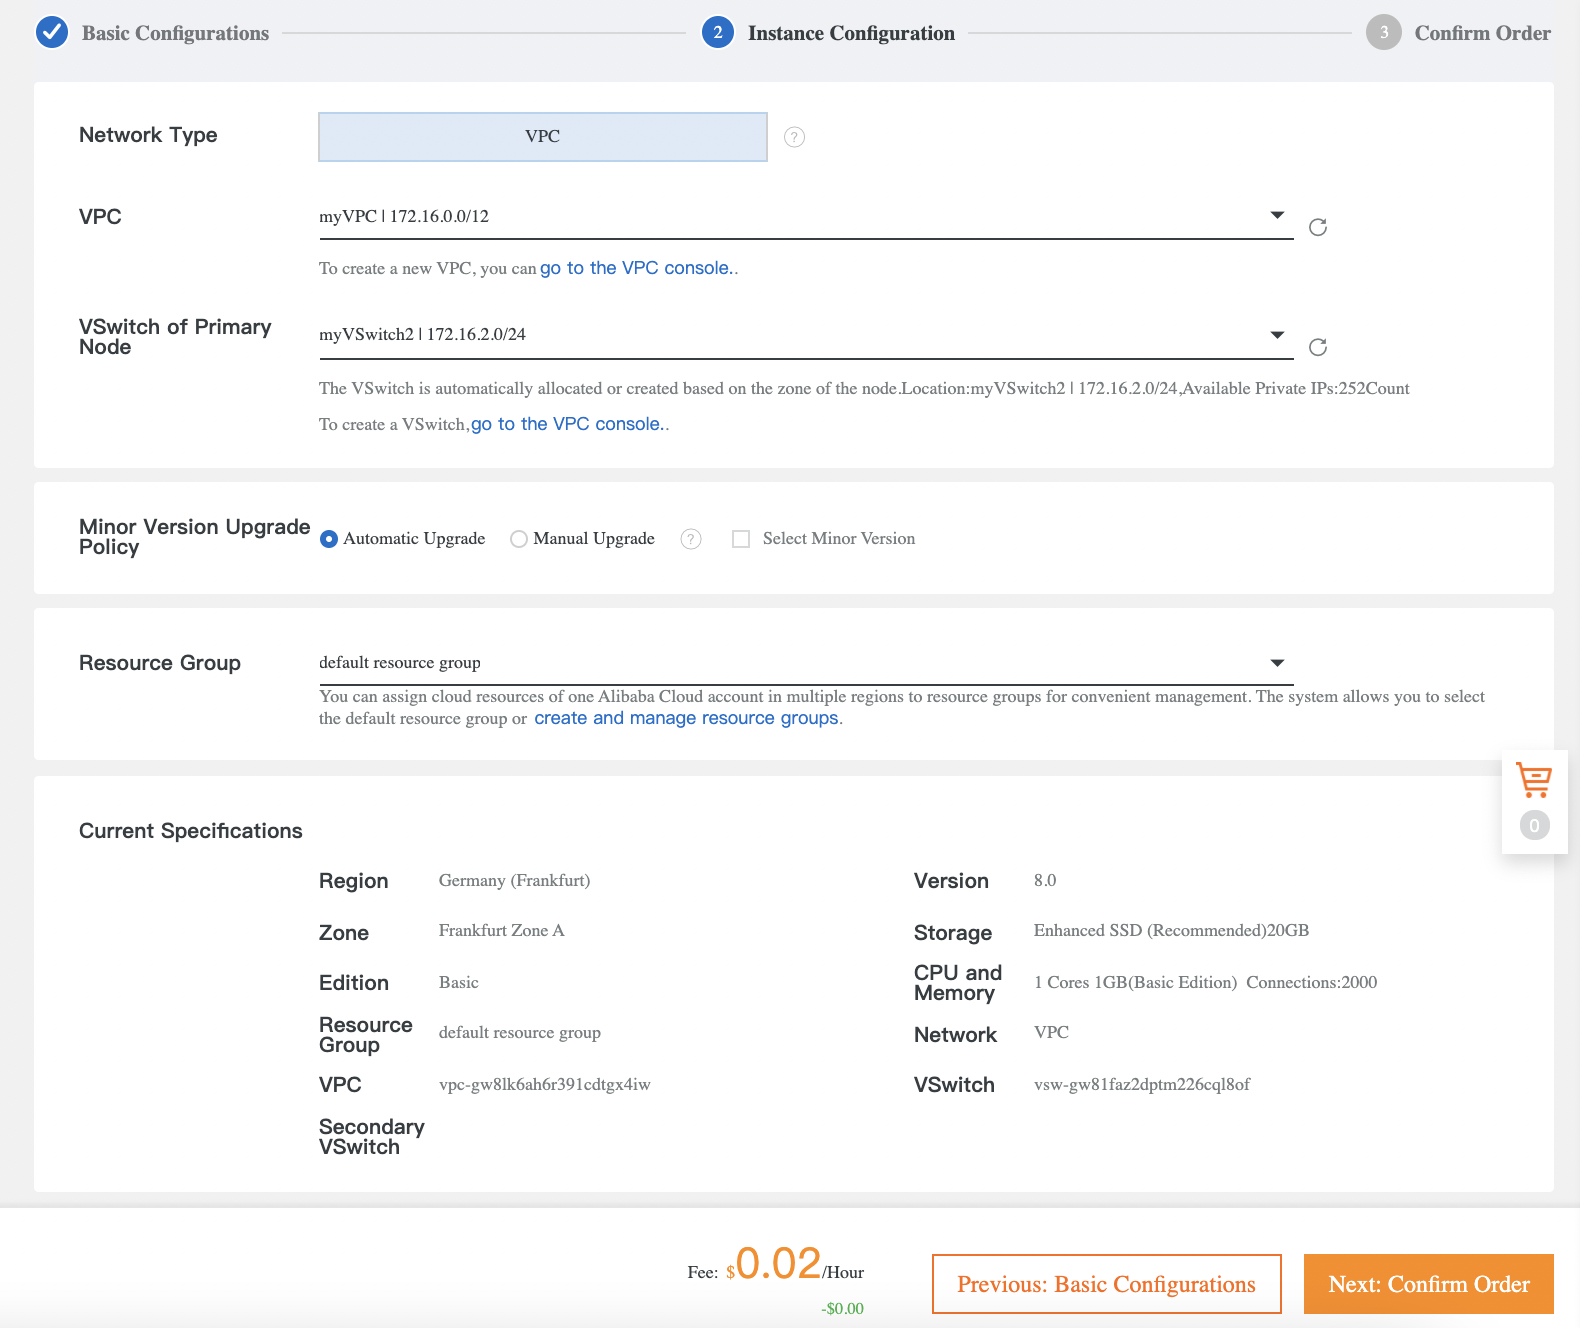 Basic Configurations
2 Instance Configuration
3 Confirm Order
Network Type
VPC
?
VPC
myVPC | 172.16.0.0/12
To create a new VPC, you can go to the VPC console..
VSwitch of Primary
Node
myVSwitch2 | 172.16.2.0/24
The VSwitch is automatically allocated or created based on the zone of the node.Location:myVSwitch2 | 172.16.2.0/24,Available Private IPs:252Count
To create a VSwitch,go to the VPC console..
Minor Version Upgrade
Policy
Automatic Upgrade
Manual Upgrade
?
Select Minor Version
Resource Group
default resource group
You can assign cloud resources of one Alibaba Cloud account in multiple regions to resource groups for convenient management. The system allows you to select
the default resource group or create and manage resource groups.
0
Current Specifications
Region Germany (Frankfurt)
Version 8.0
Zone Frankfurt Zone A
Storage Enhanced SSD (Recommended)20GB
Edition Basic
CPU and
Memory
1 Cores 1GB(Basic Edition) Connections:2000
Resource
Group
default resource group
Network VPC
VPC vpc-gw8lk6ah6r391cdtgx4iw
VSwitch vsw-gw81faz2dptm226cql8of
Secondary
VSwitch
Fee: $0.02/Hour
-$0.00
Previous: Basic Configurations
Next: Confirm Order